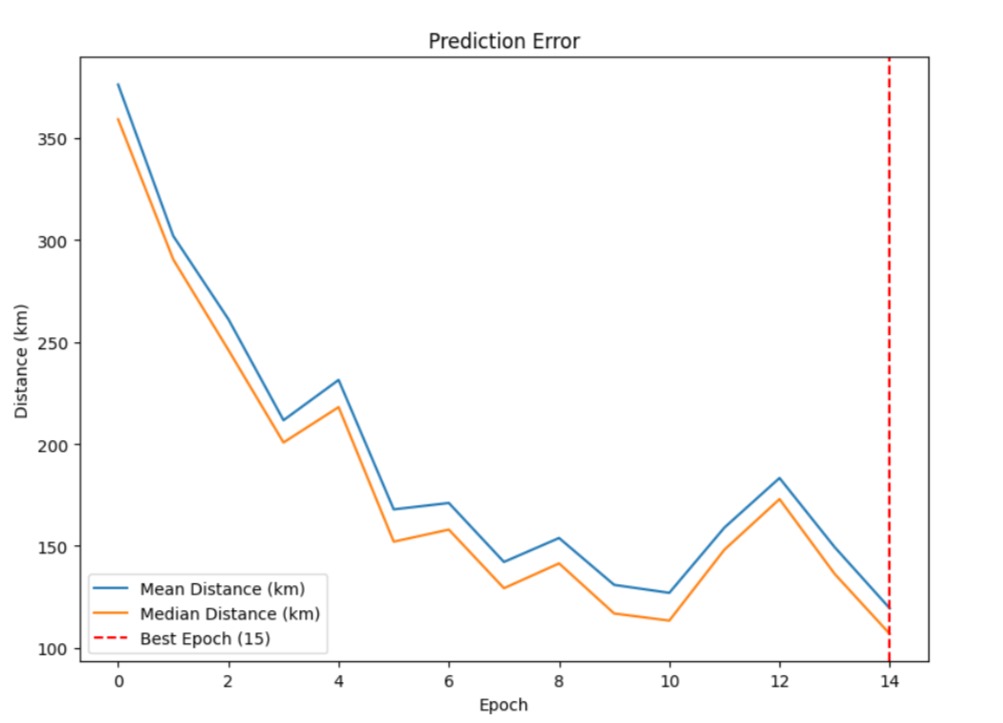 Prediction Error
Distance (km)
350
300
250
200
150
100
Mean Distance (km)
Median Distance (km)
Best Epoch (15)
0 2 4 6 8 10 12 14
Epoch